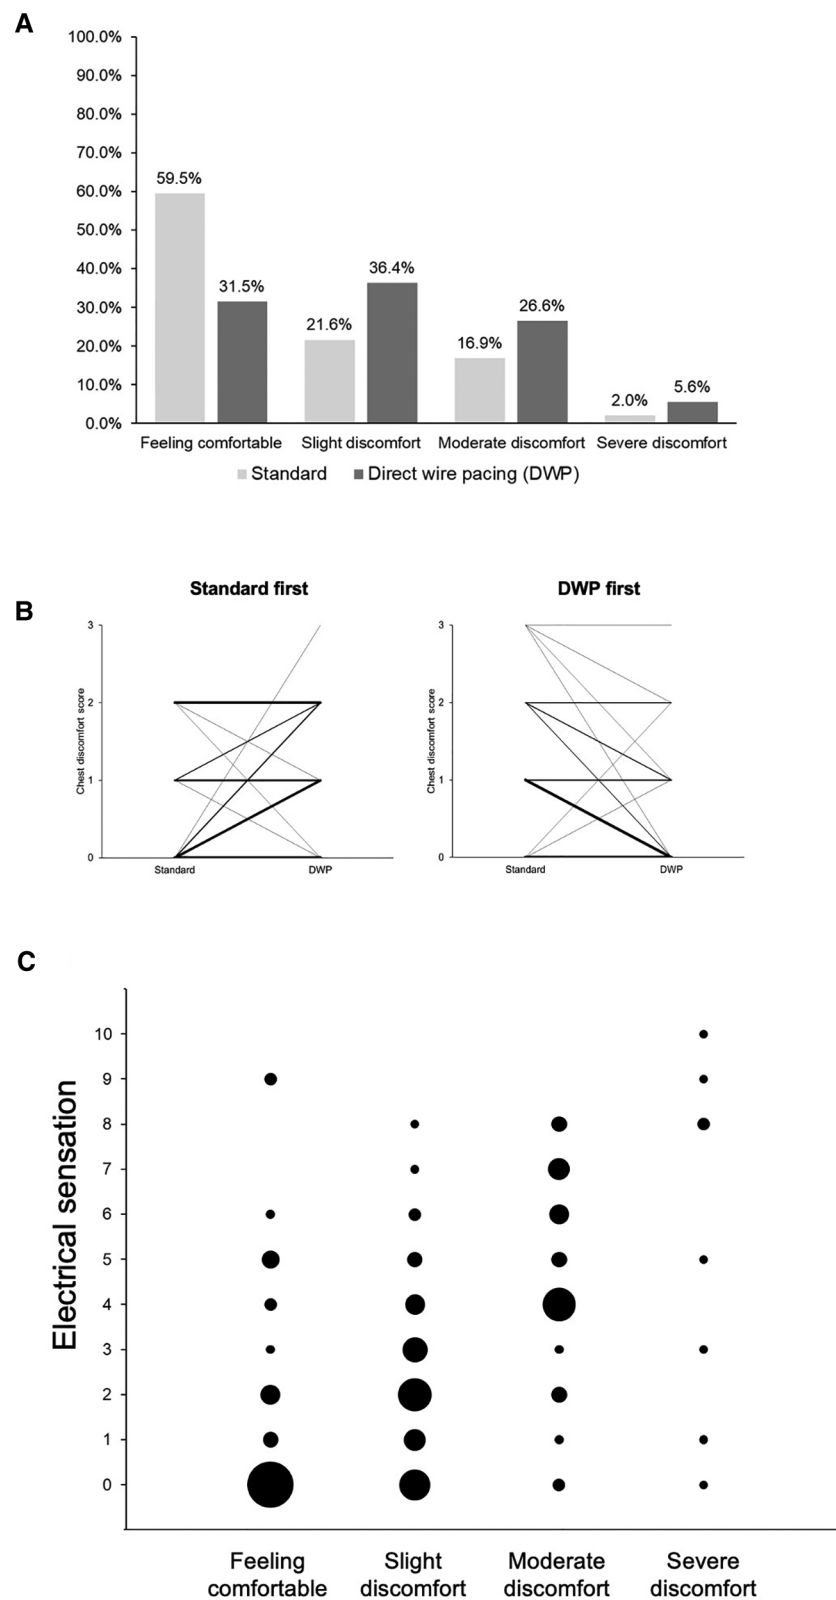 A
100.0%
90.0%
80.0%
70.0%
60.0%
50.0%
40.0%
30.0%
20.0%
10.0%
0.0%
59.5%
31.5%
21.6%
36.4%
16.9%
26.6%
2.0%
5.6%
Feeling comfortable
Slight discomfort
Moderate discomfort
Severe discomfort
Standard
Direct wire pacing (DWP)
B
Standard first
Chest discomfort score
3
2
1
0
Standard
DWP
DWP first
Chest discomfort score
3
2
1
0
Standard
DWP
C
Electrical sensation
10
9
8
7
6
5
4
3
2
1
0
Feeling
comfortable
Slight
discomfort
Moderate
discomfort
Severe
discomfort